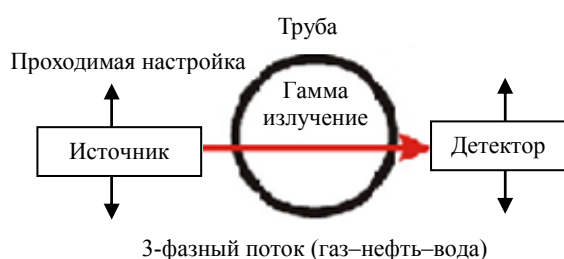 Труба
Проходимая настройка
Гамма
излучение
Источник
Детектор
3-фазный поток (газ–нефть–вода)